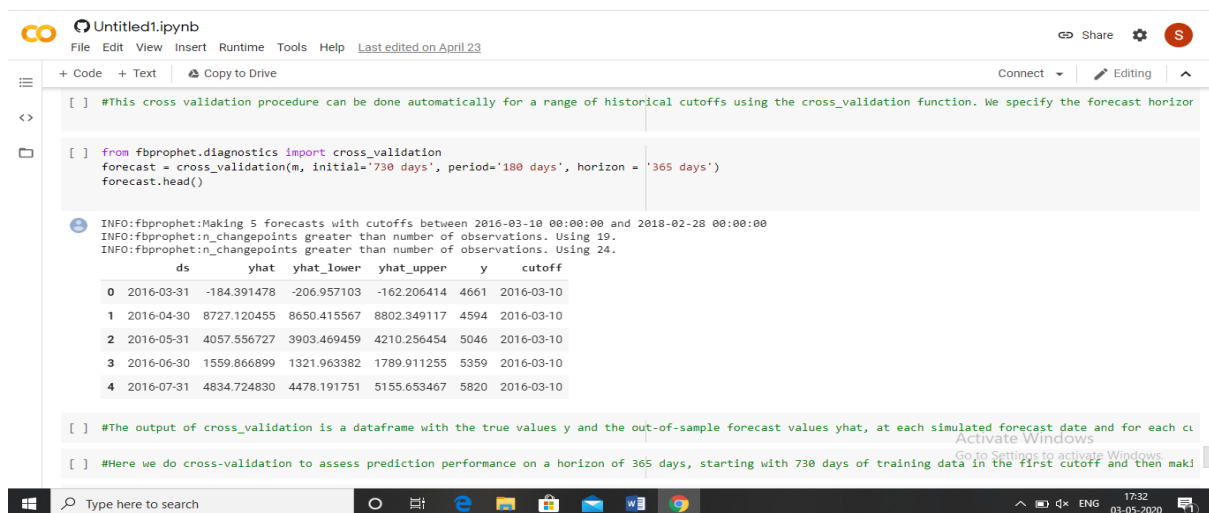 Untitled1.ipynb
File Edit View Insert Runtime Tools Help Last edited on April 23
Share
S
+ Code + Text Copy to Drive
Connect Editing
[ ] #This cross validation procedure can be done automatically for a range of historical cutoffs using the cross_validation function. We specify the forecast horizon
[ ] from fbprophet.diagnostics import cross_validation
forecast = cross_validation(m, initial='730 days', period='180 days', horizon = '365 days')
forecast.head()
INFO:fbprophet:Making 5 forecasts with cutoffs between 2016-03-10 00:00:00 and 2018-02-28 00:00:00
INFO:fbprophet:n_changepoints greater than number of observations. Using 19.
INFO:fbprophet:n_changepoints greater than number of observations. Using 24.
ds yhat yhat_lower yhat_upper y cutoff
0 2016-03-31 -184.391478 -206.957103 -162.206414 4661 2016-03-10
1 2016-04-30 8727.120455 8650.415567 8802.349117 4594 2016-03-10
2 2016-05-31 4057.556727 3903.469459 4210.256454 5046 2016-03-10
3 2016-06-30 1559.866899 1321.963382 1789.911255 5359 2016-03-10
4 2016-07-31 4834.724830 4478.191751 5155.653467 5820 2016-03-10
[ ] #The output of cross_validation is a dataframe with the true values y and the out-of-sample forecast values yhat, at each simulated forecast date and for each cu
Activate Windows
Go to Settings to activate Windows.
[ ] #Here we do cross-validation to assess prediction performance on a horizon of 365 days, starting with 730 days of training data in the first cutoff and then maki
Type here to search
ENG
17:32
03-05-2020